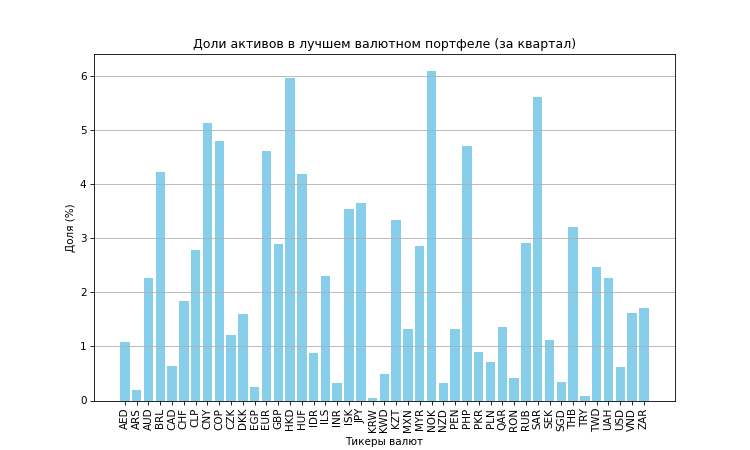 Доли активов в лучшем валютном портфеле (за квартал)
Доля (%)
6
5
4
3
2
1
0
AED ARS AUD BRL CAD CHF CLP CNY COP CZK DKK EGP EUR GBP HKD HUF IDR ILS INR ISK JPY KRW KWD KZT MXN MYR NOK NZD PEN PHP PKR PLN QAR RON RUB SAR SEK SGD THB TRY TWD UAH USD VND ZAR
Тикеры валют